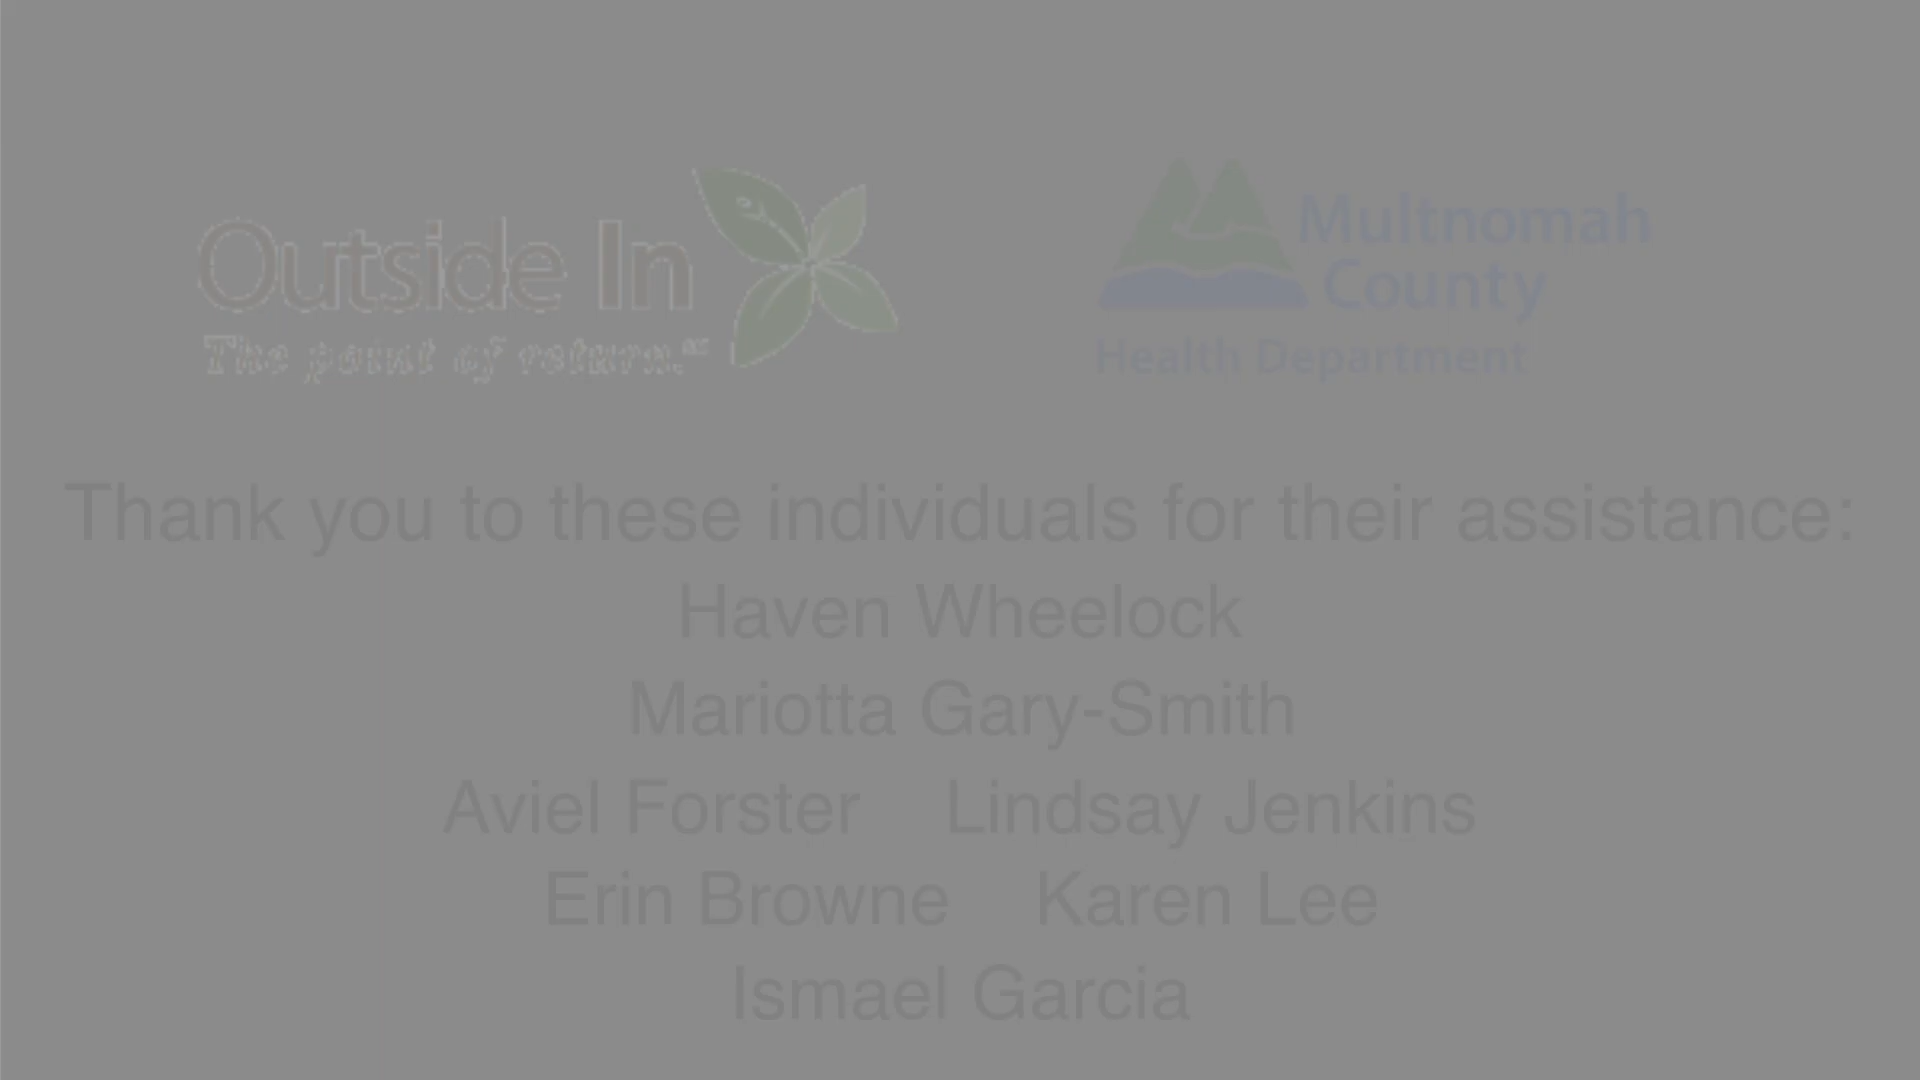 Outside In
The point of return.℠
Multnomah
County
Health Department
Thank you to these individuals for their assistance:
Haven Wheelock
Mariotta Gary-Smith
Aviel Forster    Lindsay Jenkins
Erin Browne    Karen Lee
Ismael Garcia